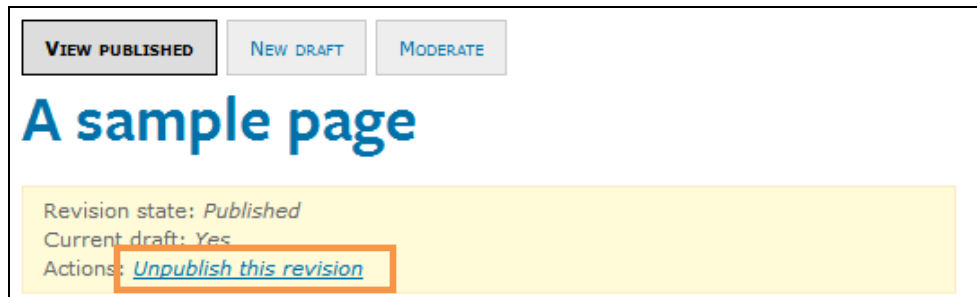 VIEW PUBLISHED NEW DRAFT MODERATE
A sample page
Revision state: Published
Current draft: Yes
Actions: Unpublish this revision